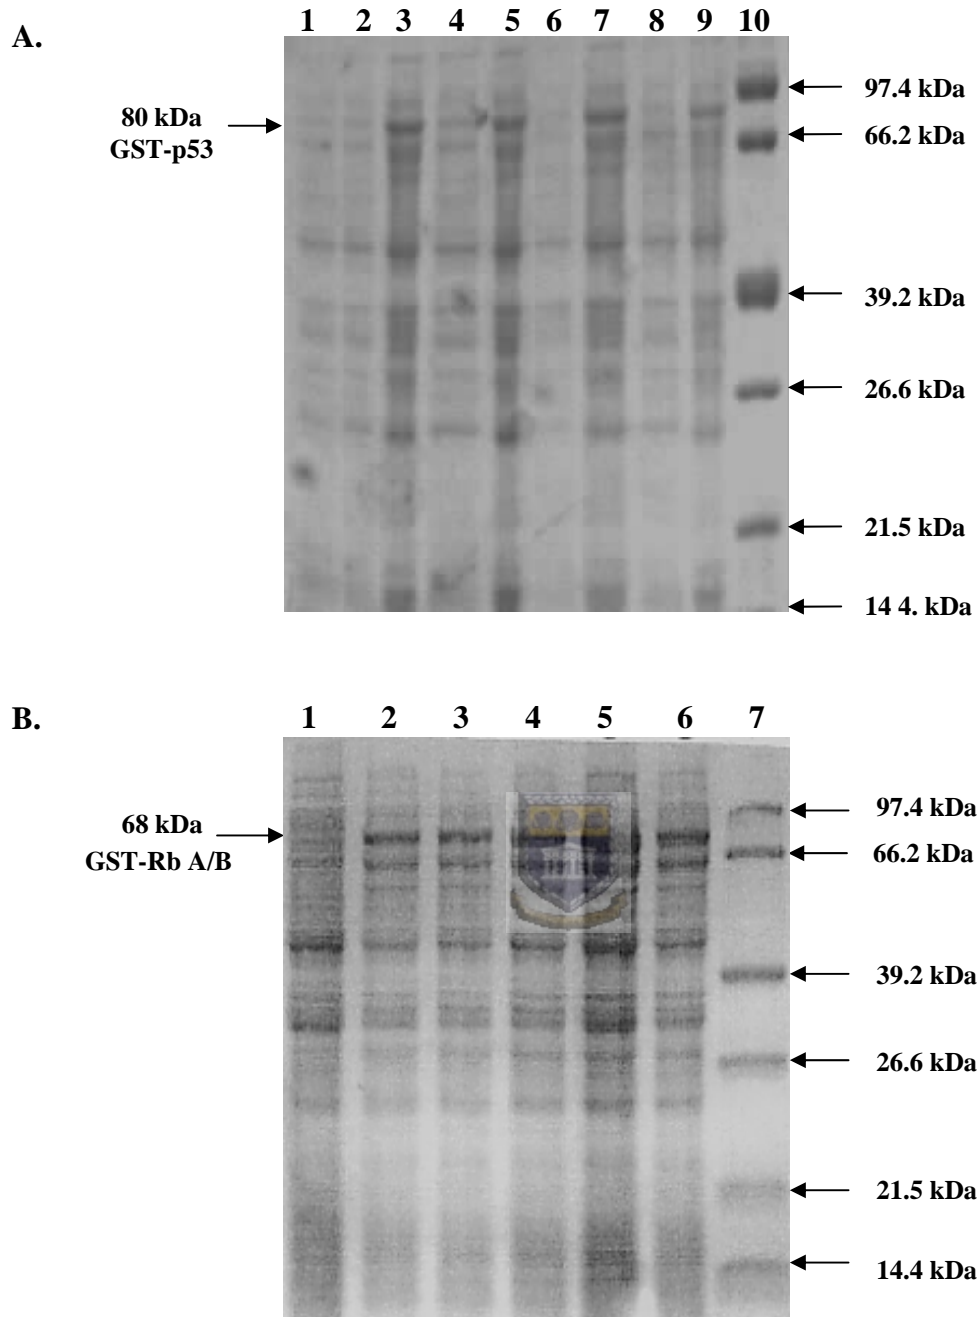 A.
1 2 3 4 5 6 7 8 9 10
80 kDa
GST-p53
97.4 kDa
66.2 kDa
39.2 kDa
26.6 kDa
21.5 kDa
14 4. kDa
B.
1 2 3 4 5 6 7
68 kDa
GST-Rb A/B
97.4 kDa
66.2 kDa
39.2 kDa
26.6 kDa
21.5 kDa
14.4 kDa